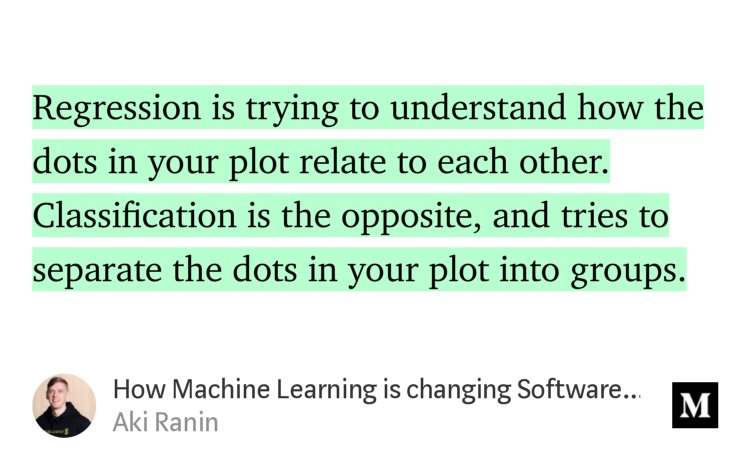 Regression is trying to understand how the
dots in your plot relate to each other.
Classification is the opposite, and tries to
separate the dots in your plot into groups.
How Machine Learning is changing Software...
Aki Ranin
M